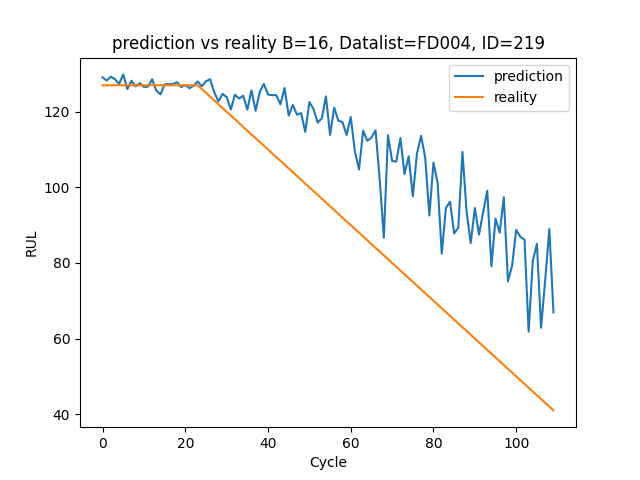 prediction vs reality B=16, Datalist=FD004, ID=219
prediction
reality
RUL
120
100
80
60
40
0 20 40 60 80 100
Cycle